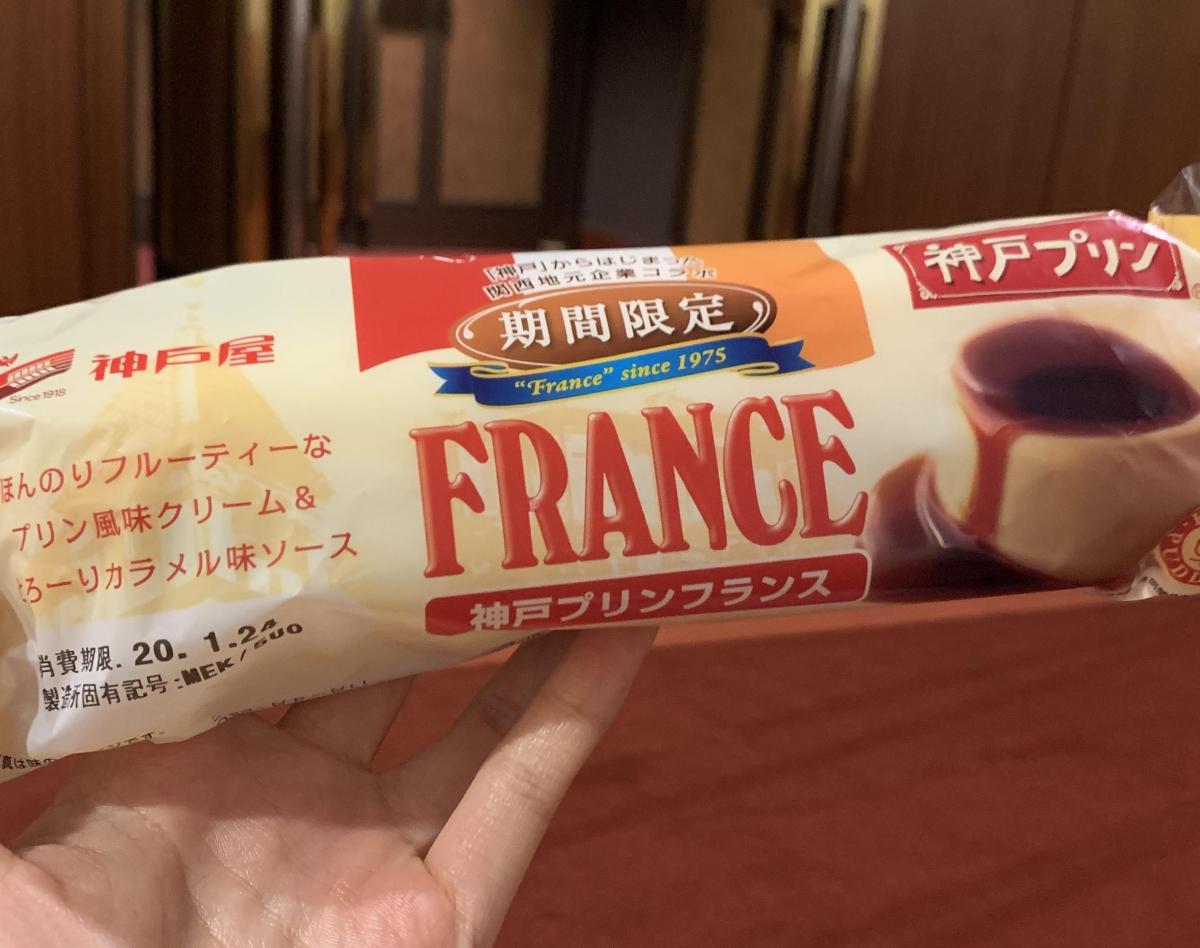 神戸屋
Since 1918
ほんのりフルーティーな
プリン風味クリーム&
とろーりカラメル味ソース
消費期限. 20. 1.24
製造所固有記号:MEK/500
「神戸」からはじまった
関西地元企業コラボ
期間限定
"France" since 1975
FRANCE
神戸プリンフランス
神戸プリン